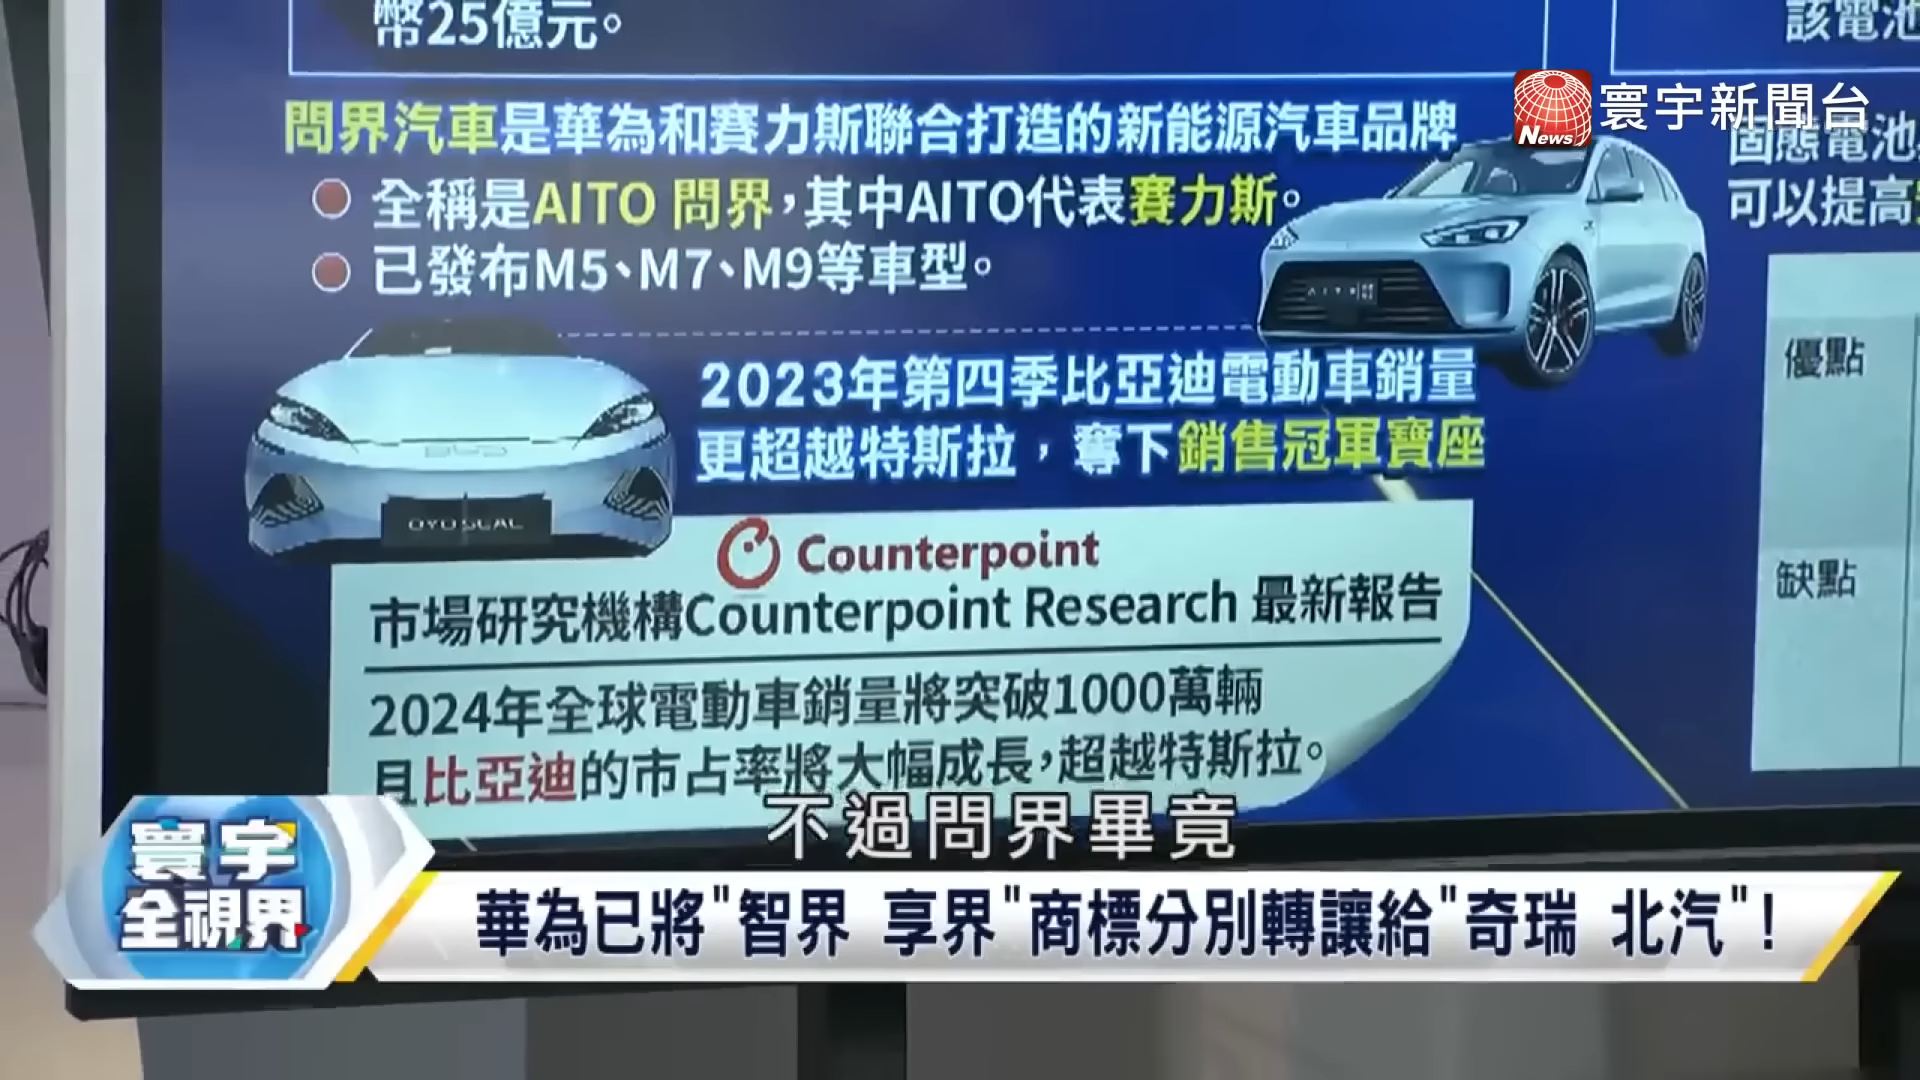 幣25億元。
該電池
寰宇新聞台
News
問界汽車是華為和賽力斯聯合打造的新能源汽車品牌
全稱是AITO 問界，其中AITO代表賽力斯。
已發布M5、M7、M9等車型。
固態電池
可以提高
2023年第四季比亞迪電動車銷量
更超越特斯拉，奪下銷售冠軍寶座
優點
缺點
BYD
Counterpoint
市場研究機構Counterpoint Research 最新報告
2024年全球電動車銷量將突破1000萬輛
且比亞迪的市占率將大幅成長，超越特斯拉。
不過問界畢竟
寰宇
全視界
華為已將"智界 享界"商標分別轉讓給"奇瑞 北汽"！